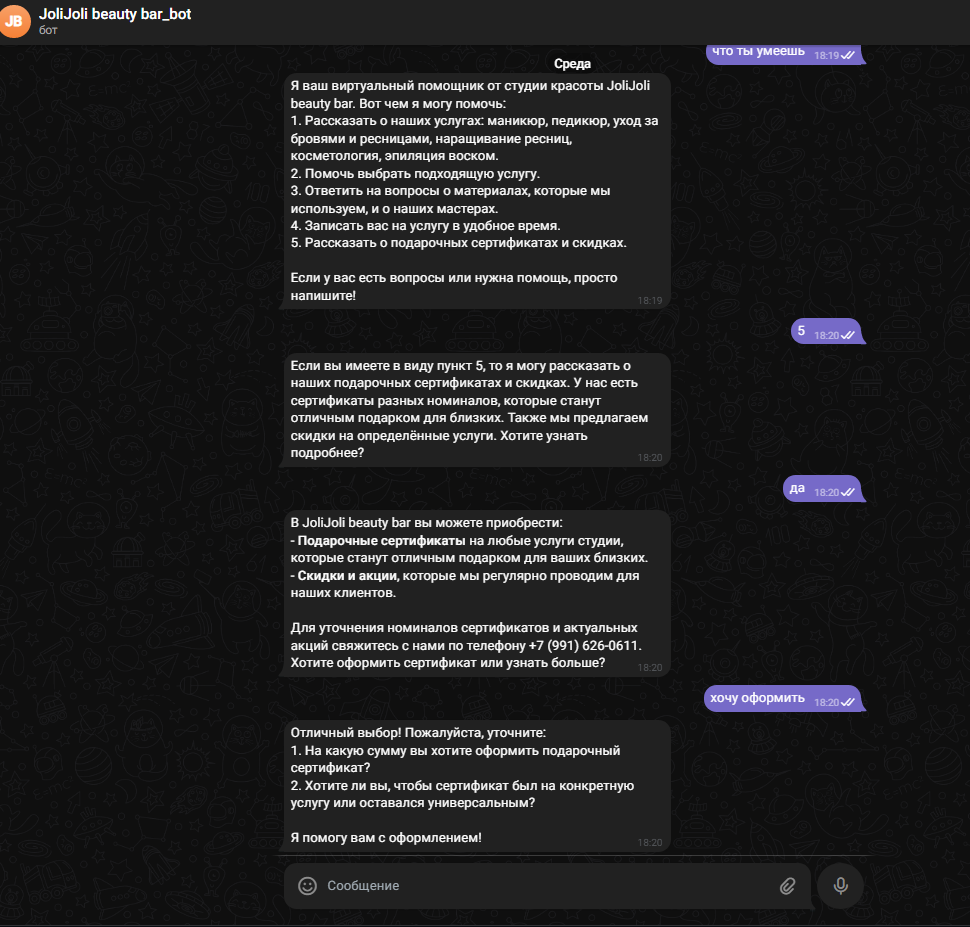 JB
JoliJoli beauty bar_bot
бот
что ты умеешь 18:19
Среда
Я ваш виртуальный помощник от студии красоты JoliJoli
beauty bar. Вот чем я могу помочь:
1. Рассказать о наших услугах: маникюр, педикюр, уход за
бровями и ресницами, наращивание ресниц,
косметология, эпиляция воском.
2. Помочь выбрать подходящую услугу.
3. Ответить на вопросы о материалах, которые мы
используем, и о наших мастерах.
4. Записать вас на услугу в удобное время.
5. Рассказать о подарочных сертификатах и скидках.
Если у вас есть вопросы или нужна помощь, просто
напишите!
18:19
5 18:20
Если вы имеете в виду пункт 5, то я могу рассказать о
наших подарочных сертификатах и скидках. У нас есть
сертификаты разных номиналов, которые станут
отличным подарком для близких. Также мы предлагаем
скидки на определённые услуги. Хотите узнать
подробнее?
18:20
да 18:20
В JoliJoli beauty bar вы можете приобрести:
- Подарочные сертификаты на любые услуги студии,
которые станут отличным подарком для ваших близких.
- Скидки и акции, которые мы регулярно проводим для
наших клиентов.
Для уточнения номиналов сертификатов и актуальных
акций свяжитесь с нами по телефону +7 (991) 626-0611.
Хотите оформить сертификат или узнать больше?
18:20
хочу оформить 18:20
Отличный выбор! Пожалуйста, уточните:
1. На какую сумму вы хотите оформить подарочный
сертификат?
2. Хотите ли вы, чтобы сертификат был на конкретную
услугу или оставался универсальным?
Я помогу вам с оформлением!
18:20
Сообщение